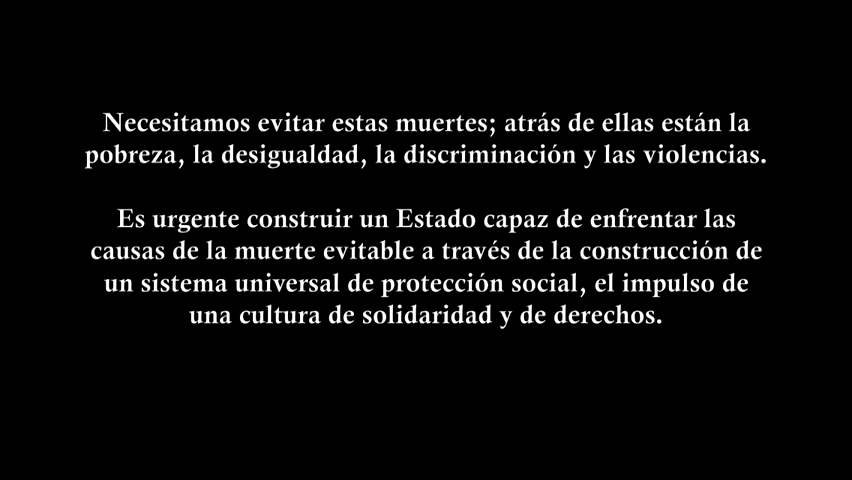 Necesitamos evitar estas muertes; atrás de ellas están la
pobreza, la desigualdad, la discriminación y las violencias.
Es urgente construir un Estado capaz de enfrentar las
causas de la muerte evitable a través de la construcción de
un sistema universal de protección social, el impulso de
una cultura de solidaridad y de derechos.